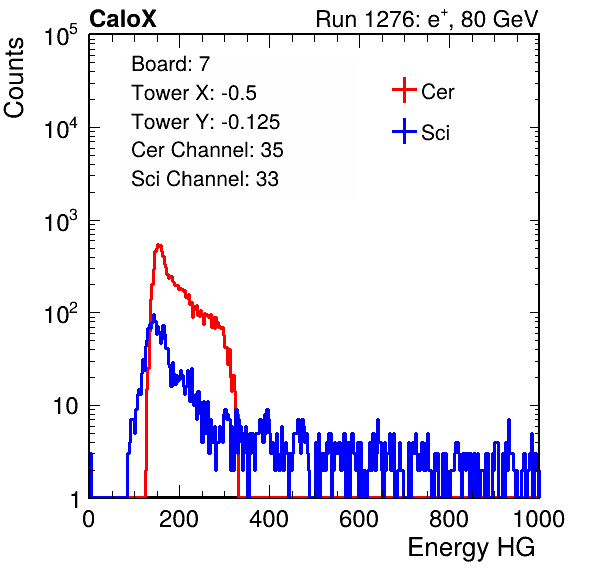 CaloX Run 1276: e⁺, 80 GeV
Counts
Board: 7
Tower X: -0.5
Tower Y: -0.125
Cer Channel: 35
Sci Channel: 33
Cer
Sci
10⁵
10⁴
10³
10²
10
1
0 200 400 600 800 1000
Energy HG